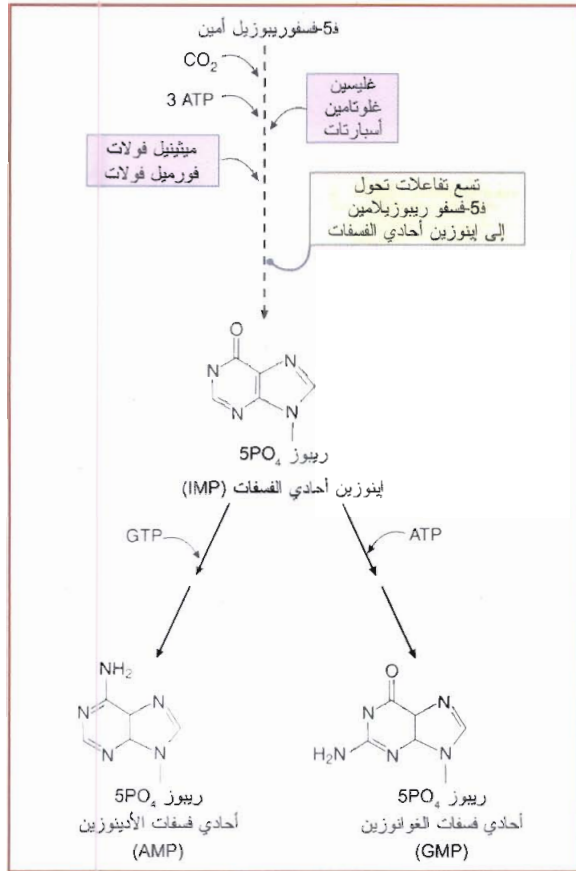 ف5-فسفوريبوزيل أمين
CO₂
3 ATP
غليسين
غلوتامين
أسبارتات
ميثينيل فولات
فورميل فولات
تسع تفاعلات تحول
ف5-فسفو ريبوزيلامين
إلى إينوزين أحادي الفسفات
O
N
N
N
N
ريبوز 5PO₄
إينوزين أحادي الفسفات (IMP)
GTP
ATP
NH₂
N
N
N
N
ريبوز 5PO₄
أحادي فسفات الأدينوزين
(AMP)
O
N
N
H₂N
N
N
ريبوز 5PO₄
أحادي فسفات الغوانوزين
(GMP)